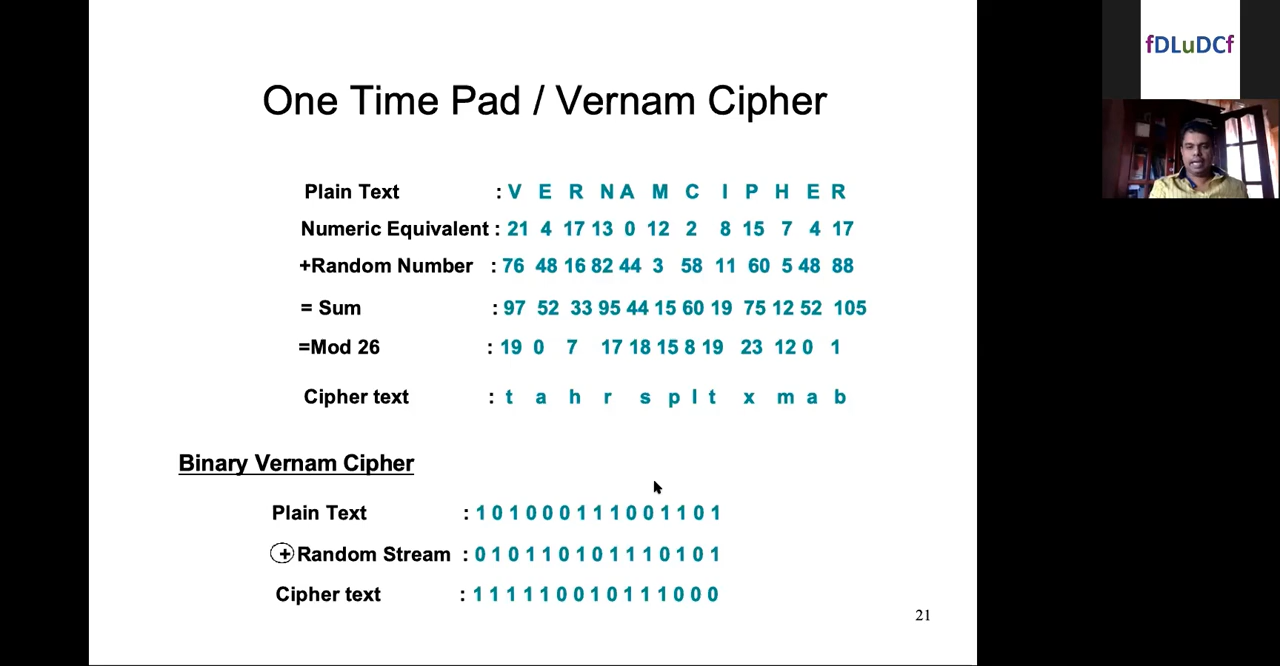 fDLuDCf
One Time Pad / Vernam Cipher
Plain Text : V E R N A M C I P H E R
Numeric Equivalent : 21 4 17 13 0 12 2 8 15 7 4 17
+Random Number : 76 48 16 82 44 3 58 11 60 5 48 88
= Sum : 97 52 33 95 44 15 60 19 75 12 52 105
=Mod 26 : 19 0 7 17 18 15 8 19 23 12 0 1
Cipher text : t a h r s p l t x m a b
Binary Vernam Cipher
Plain Text : 1 0 1 0 0 0 1 1 1 0 0 1 1 0 1
⊕ Random Stream : 0 1 0 1 1 0 1 0 1 1 1 0 1 0 1
Cipher text : 1 1 1 1 1 0 0 1 0 1 1 1 0 0 0
21